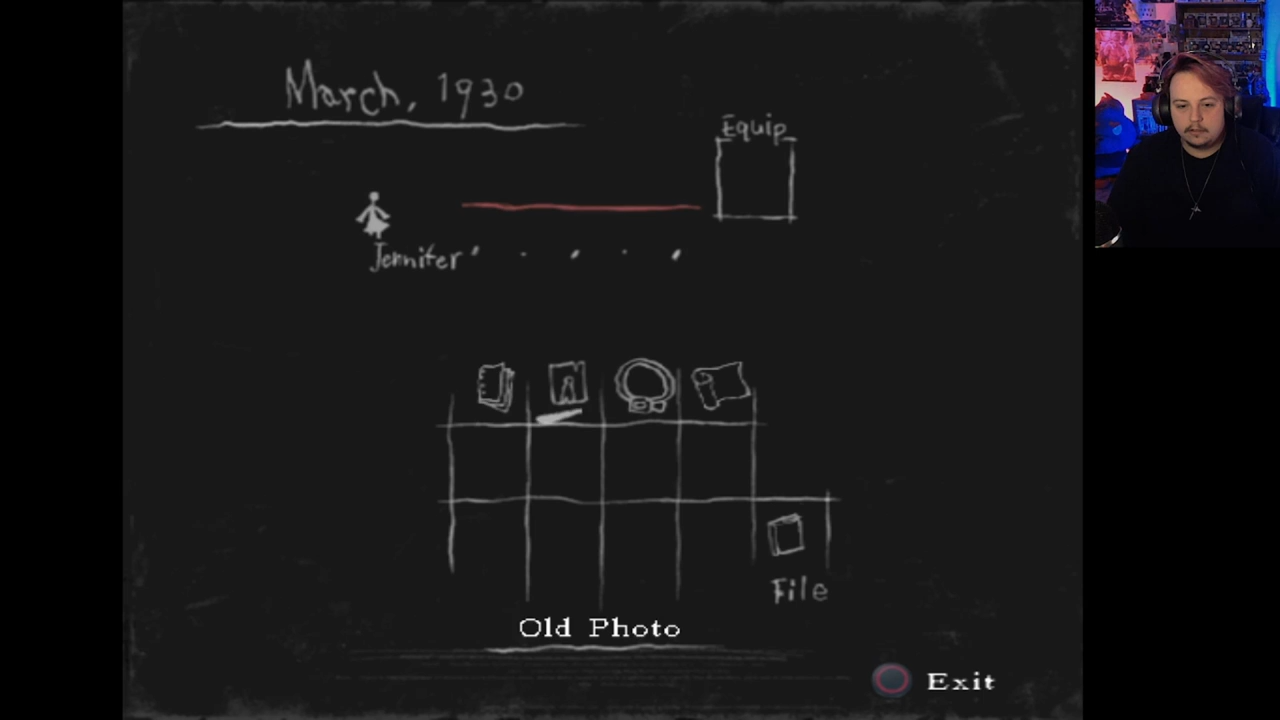 March, 1930
Equip
Jennifer
File
Old Photo
Exit